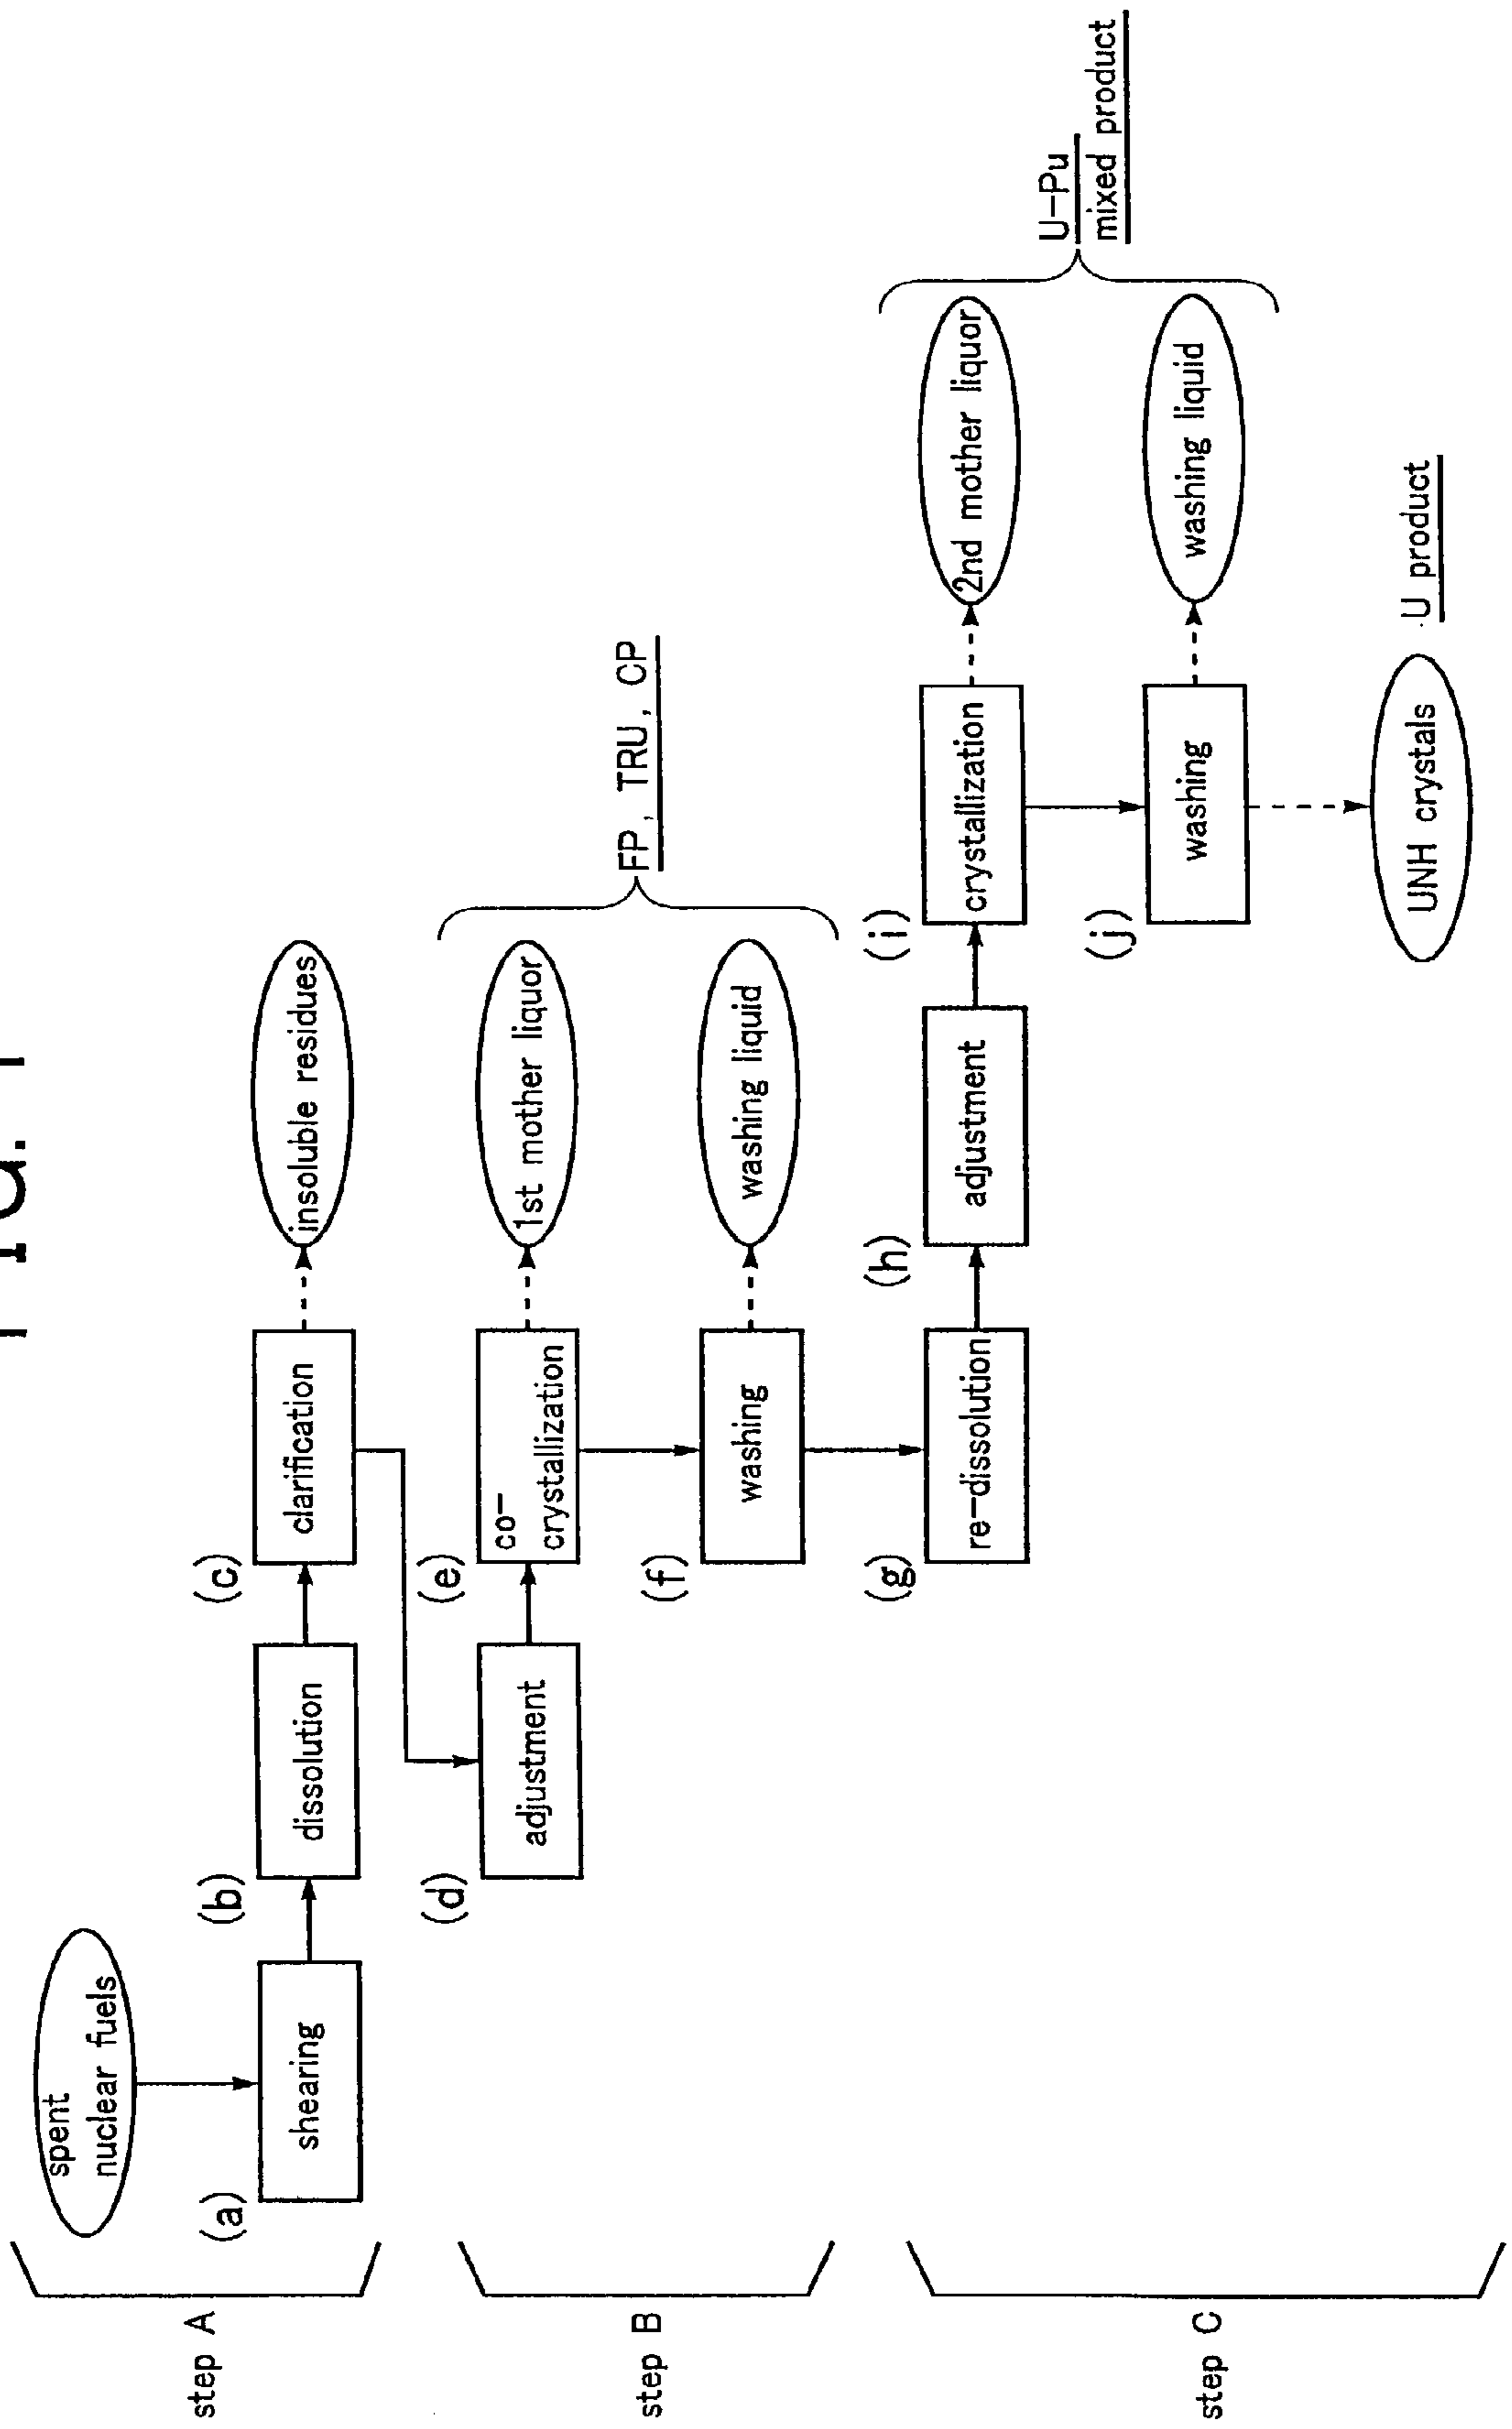 FIG. 1
step A
spent
nuclear fuels
(a)
shearing
(b)
dissolution
(c)
clarification
insoluble residues
step B
(d)
adjustment
(e)
co-
crystallization
1st mother liquor
(f)
washing
washing liquid
FP, TRU, CP
step C
(g)
re-dissolution
(h)
adjustment
(i)
crystallization
2nd mother liquor
(j)
washing
washing liquid
U-Pu
mixed product
UNH crystals
U product